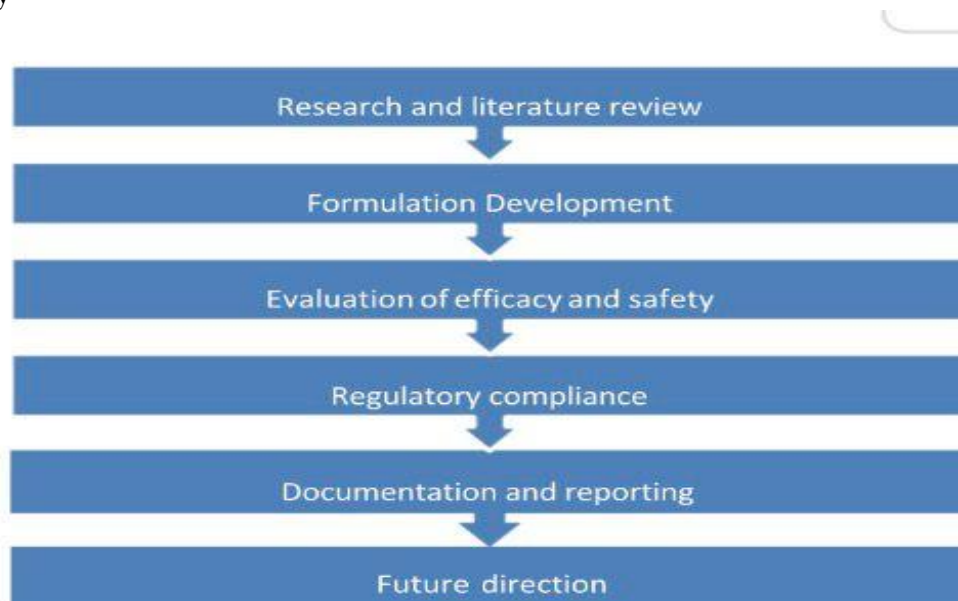 Research and literature review
Formulation Development
Evaluation of efficacy and safety
Regulatory compliance
Documentation and reporting
Future direction